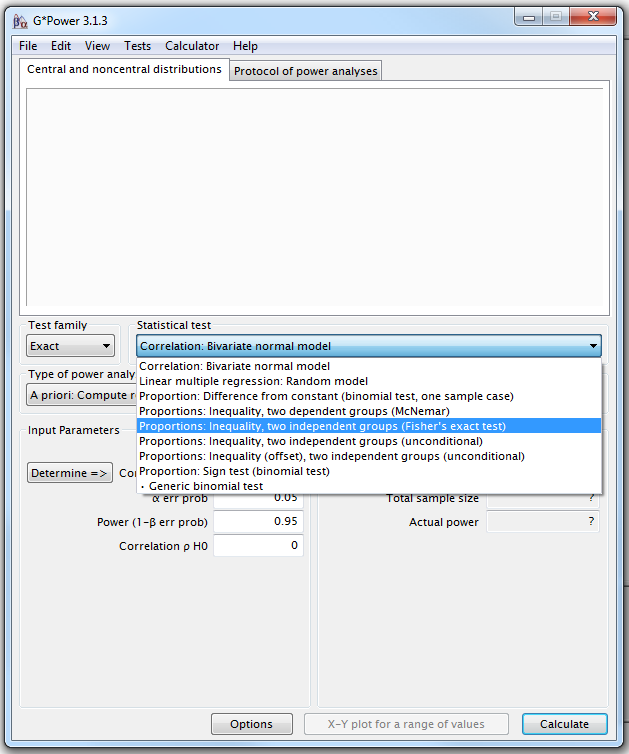 G*Power 3.1.3
File Edit View Tests Calculator Help
Central and noncentral distributions Protocol of power analyses
Test family Statistical test
Exact Correlation: Bivariate normal model
Correlation: Bivariate normal model
Linear multiple regression: Random model
Proportion: Difference from constant (binomial test, one sample case)
Proportions: Inequality, two dependent groups (McNemar)
Proportions: Inequality, two independent groups (Fisher's exact test)
Proportions: Inequality, two independent groups (unconditional)
Proportions: Inequality (offset), two independent groups (unconditional)
Proportion: Sign test (binomial test)
· Generic binomial test
Type of power analy
A priori: Compute r
Input Parameters
Determine => Co
α err prob 0.05 Total sample size ?
Power (1-β err prob) 0.95 Actual power ?
Correlation ρ H0 0
Options X-Y plot for a range of values Calculate